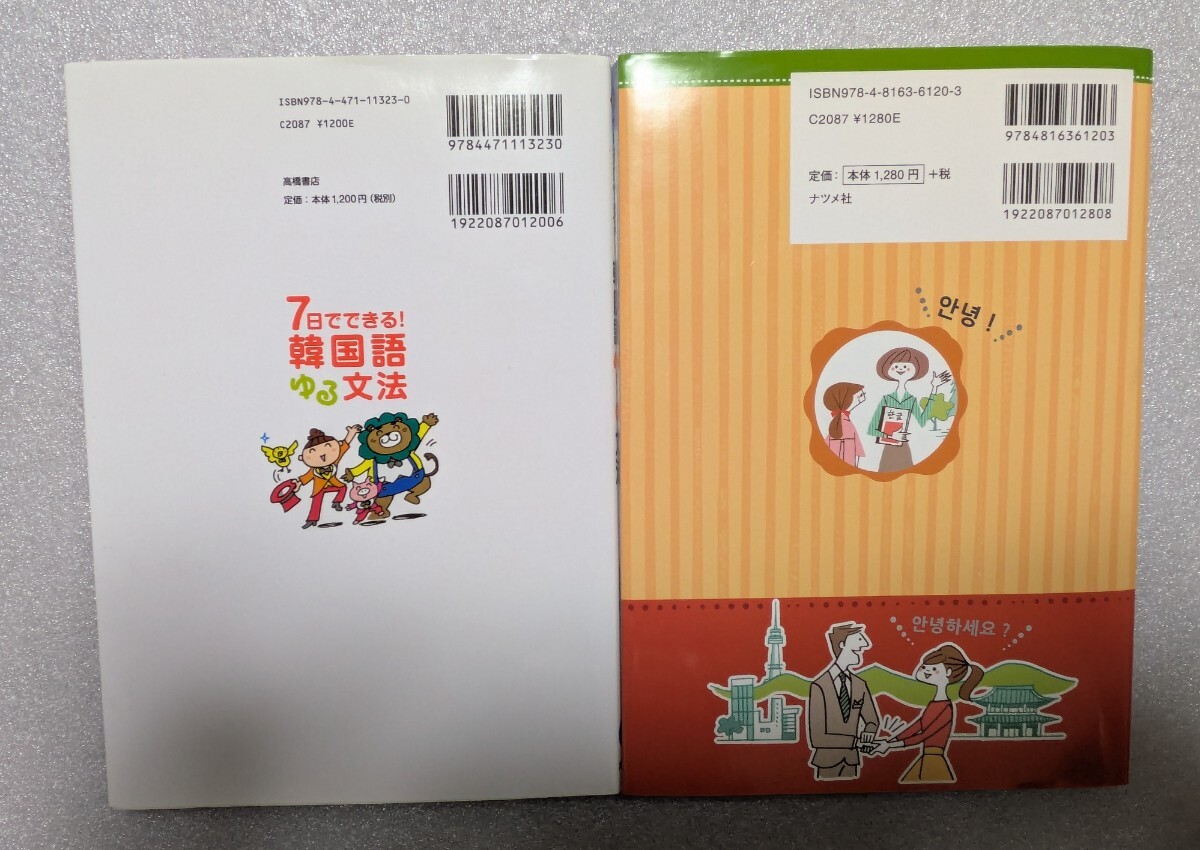 ISBN978-4-471-11323-0
C2087 ¥1200E
9784471113230
高橋書店
定価：本体1,200円（税別）
1922087012006
7日でできる！
韓国語
ゆる文法
ISBN978-4-8163-6120-3
C2087 ¥1280E
9784816361203
定価：本体 1,280 円 +税
ナツメ社
1922087012808
안녕！
한글
안녕하세요？